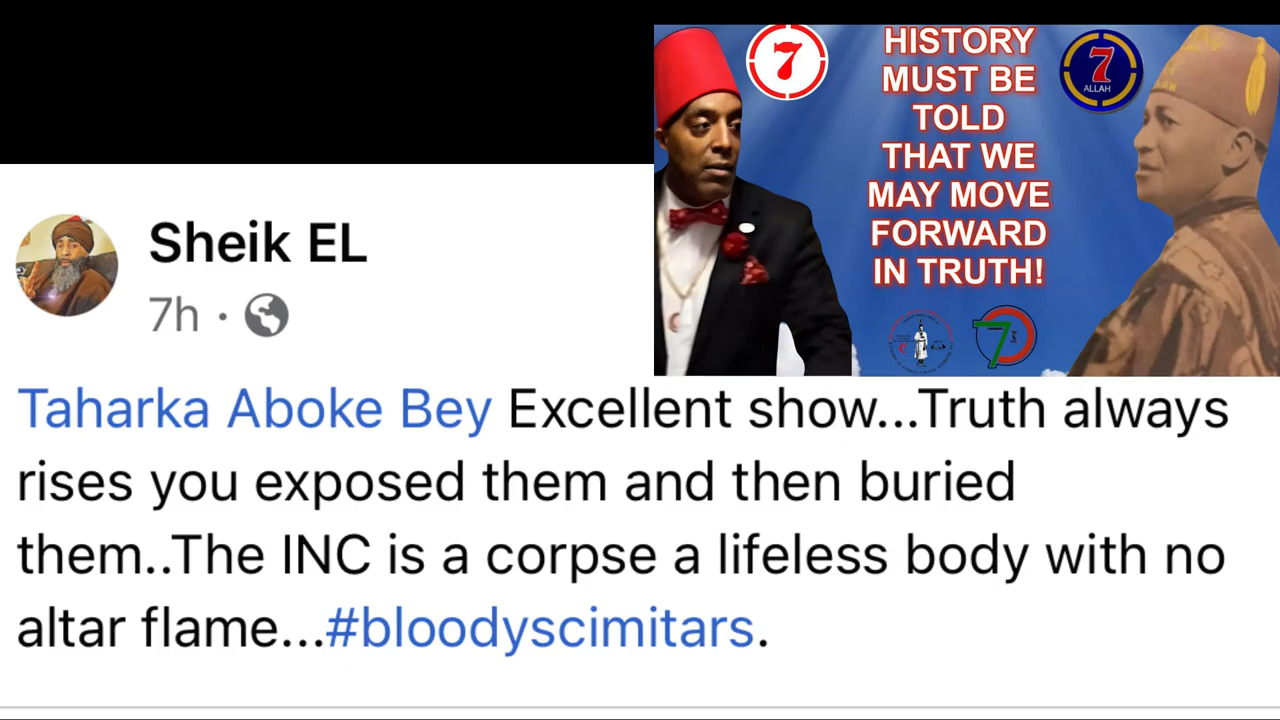 HISTORY
MUST BE
TOLD
THAT WE
MAY MOVE
FORWARD
IN TRUTH!
7
7
ALLAH
7
Sheik EL
7h ·
Taharka Aboke Bey Excellent show...Truth always
rises you exposed them and then buried
them..The INC is a corpse a lifeless body with no
altar flame...#bloodyscimitars.